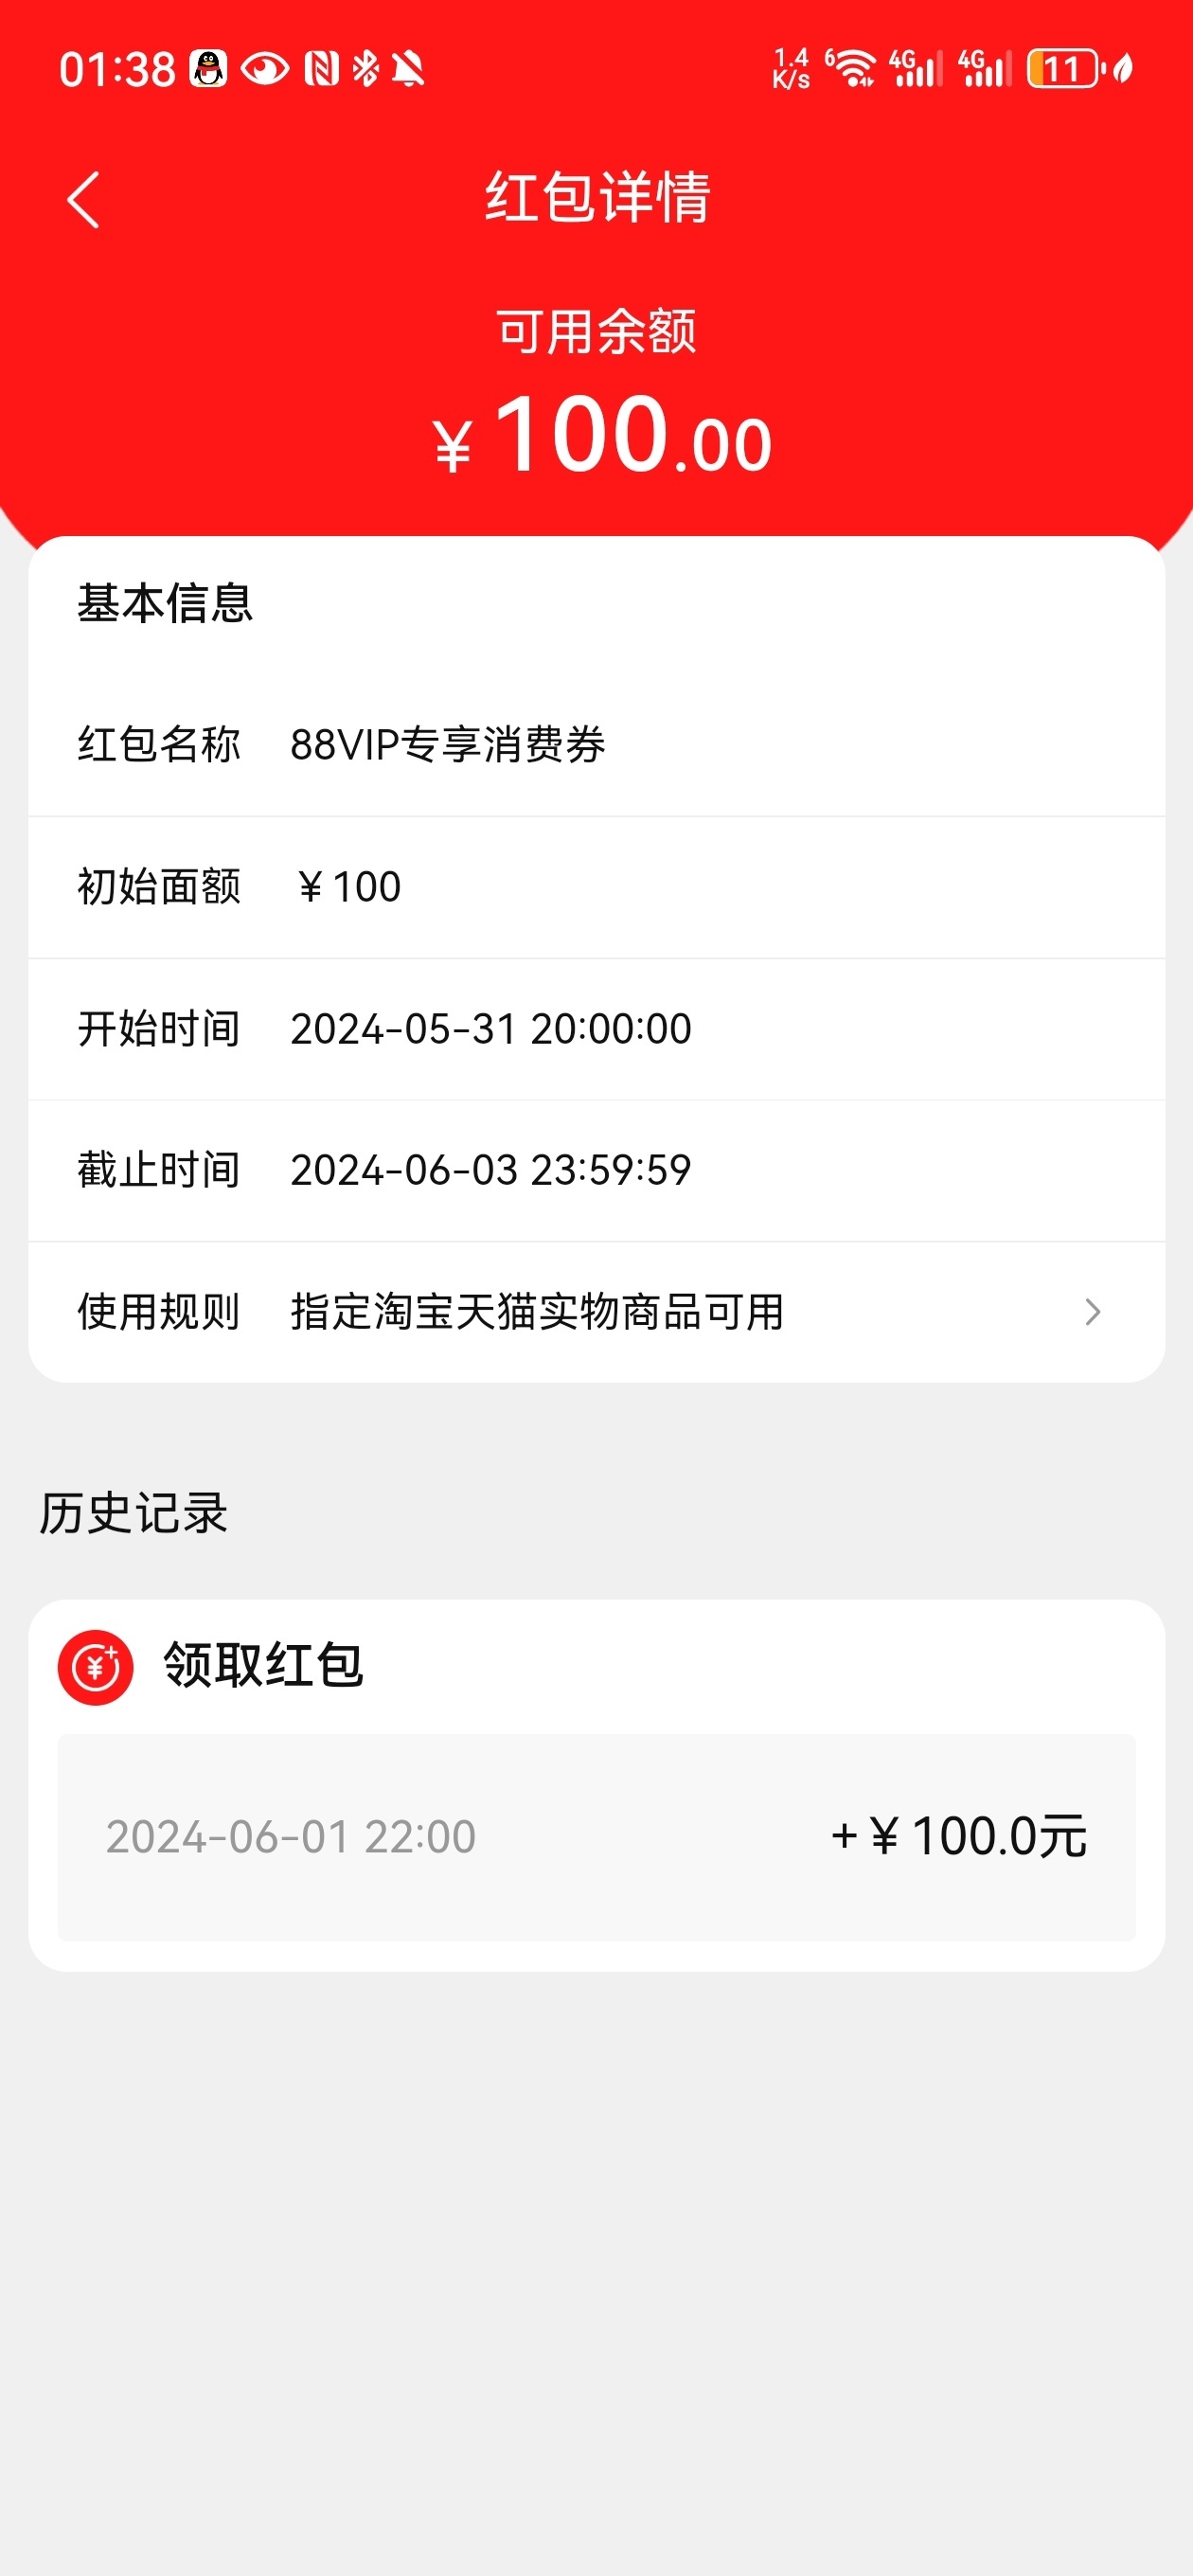 01:38
1.4 K/s 6 4G 4G 11
红包详情
可用余额
¥100.00
基本信息
红包名称 88VIP专享消费券
初始面额 ¥100
开始时间 2024-05-31 20:00:00
截止时间 2024-06-03 23:59:59
使用规则 指定淘宝天猫实物商品可用
历史记录
领取红包
2024-06-01 22:00 +¥100.0元